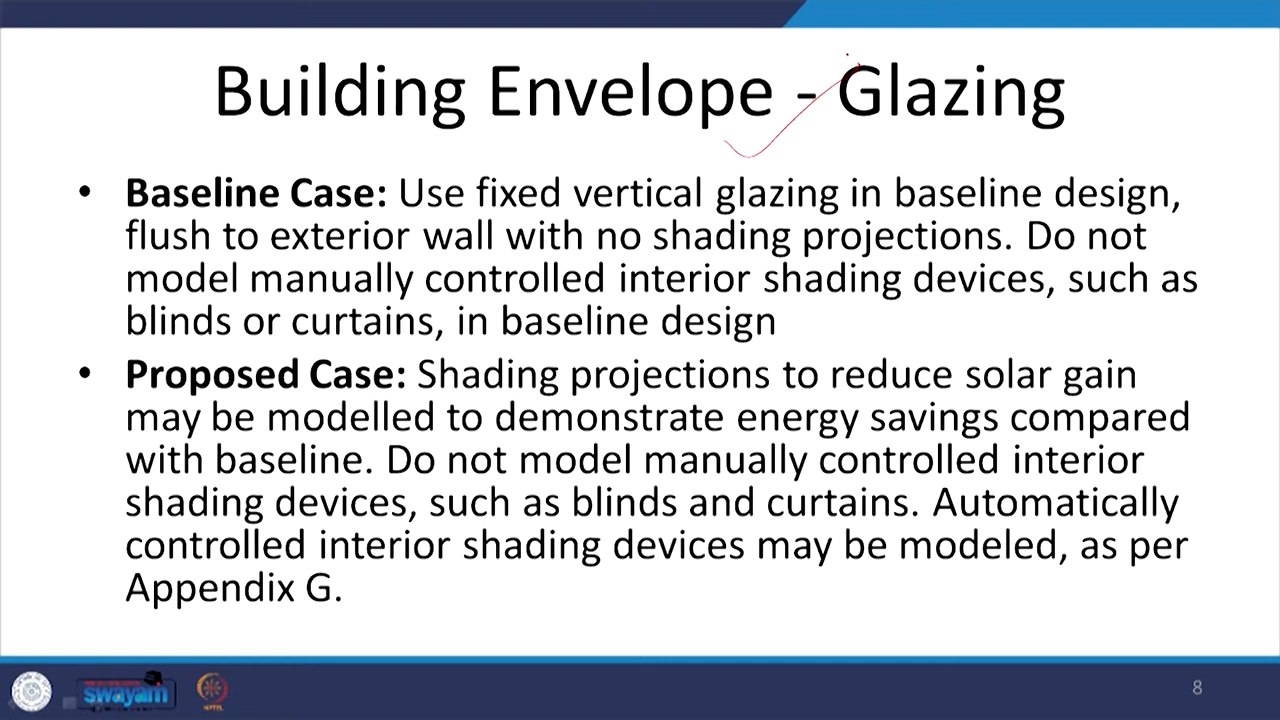 Building Envelope - Glazing
• Baseline Case: Use fixed vertical glazing in baseline design,
flush to exterior wall with no shading projections. Do not
model manually controlled interior shading devices, such as
blinds or curtains, in baseline design
• Proposed Case: Shading projections to reduce solar gain
may be modelled to demonstrate energy savings compared
with baseline. Do not model manually controlled interior
shading devices, such as blinds and curtains. Automatically
controlled interior shading devices may be modeled, as per
Appendix G.
swayam
8